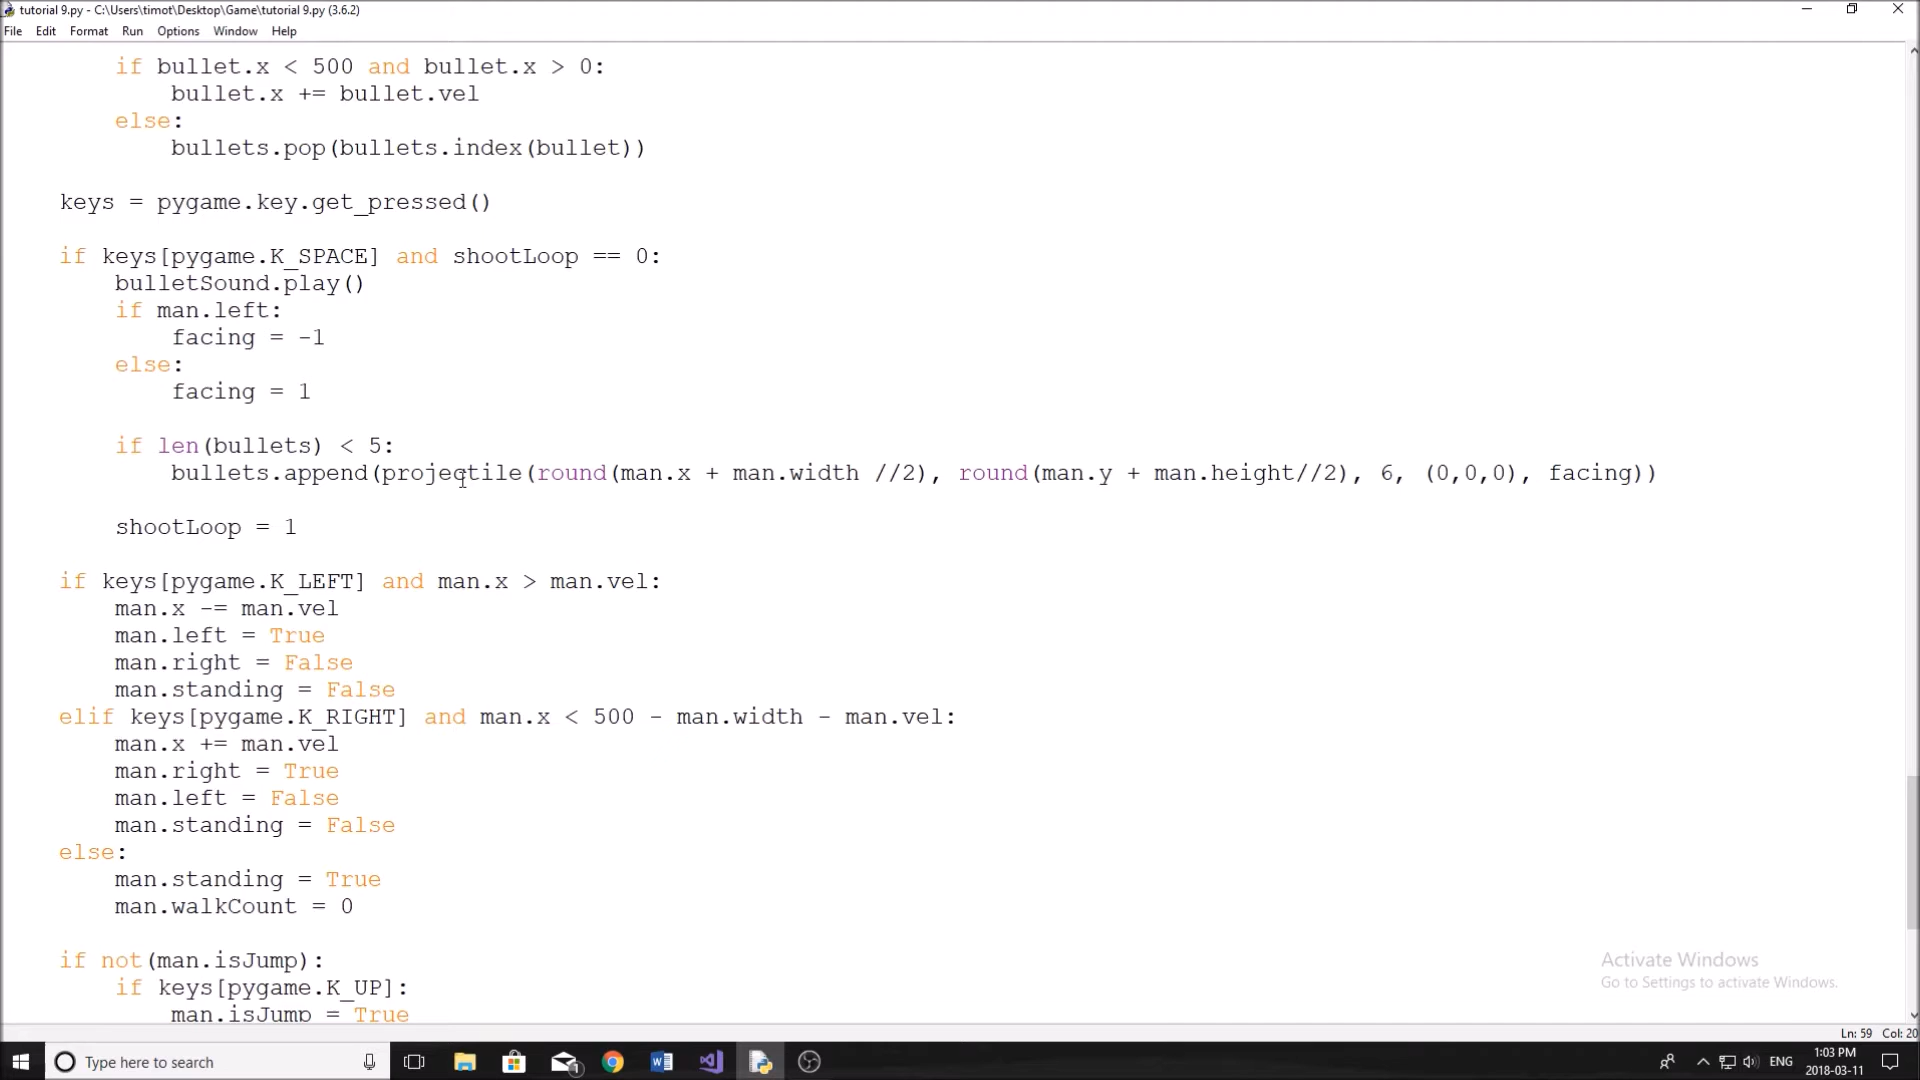 tutorial 9.py - C:\Users\timot\Desktop\Game\tutorial 9.py (3.6.2)
File Edit Format Run Options Window Help
if bullet.x < 500 and bullet.x > 0:
bullet.x += bullet.vel
else:
bullets.pop(bullets.index(bullet))
keys = pygame.key.get_pressed()
if keys[pygame.K_SPACE] and shootLoop == 0:
bulletSound.play()
if man.left:
facing = -1
else:
facing = 1
if len(bullets) < 5:
bullets.append(projectile(round(man.x + man.width //2), round(man.y + man.height//2), 6, (0,0,0), facing))
shootLoop = 1
if keys[pygame.K_LEFT] and man.x > man.vel:
man.x -= man.vel
man.left = True
man.right = False
man.standing = False
elif keys[pygame.K_RIGHT] and man.x < 500 - man.width - man.vel:
man.x += man.vel
man.right = True
man.left = False
man.standing = False
else:
man.standing = True
man.walkCount = 0
if not(man.isJump):
if keys[pygame.K_UP]:
man.isJump = True
Activate Windows
Go to Settings to activate Windows.
Ln: 59 Col: 20
Type here to search
1
ENG
1:03 PM
2018-03-11